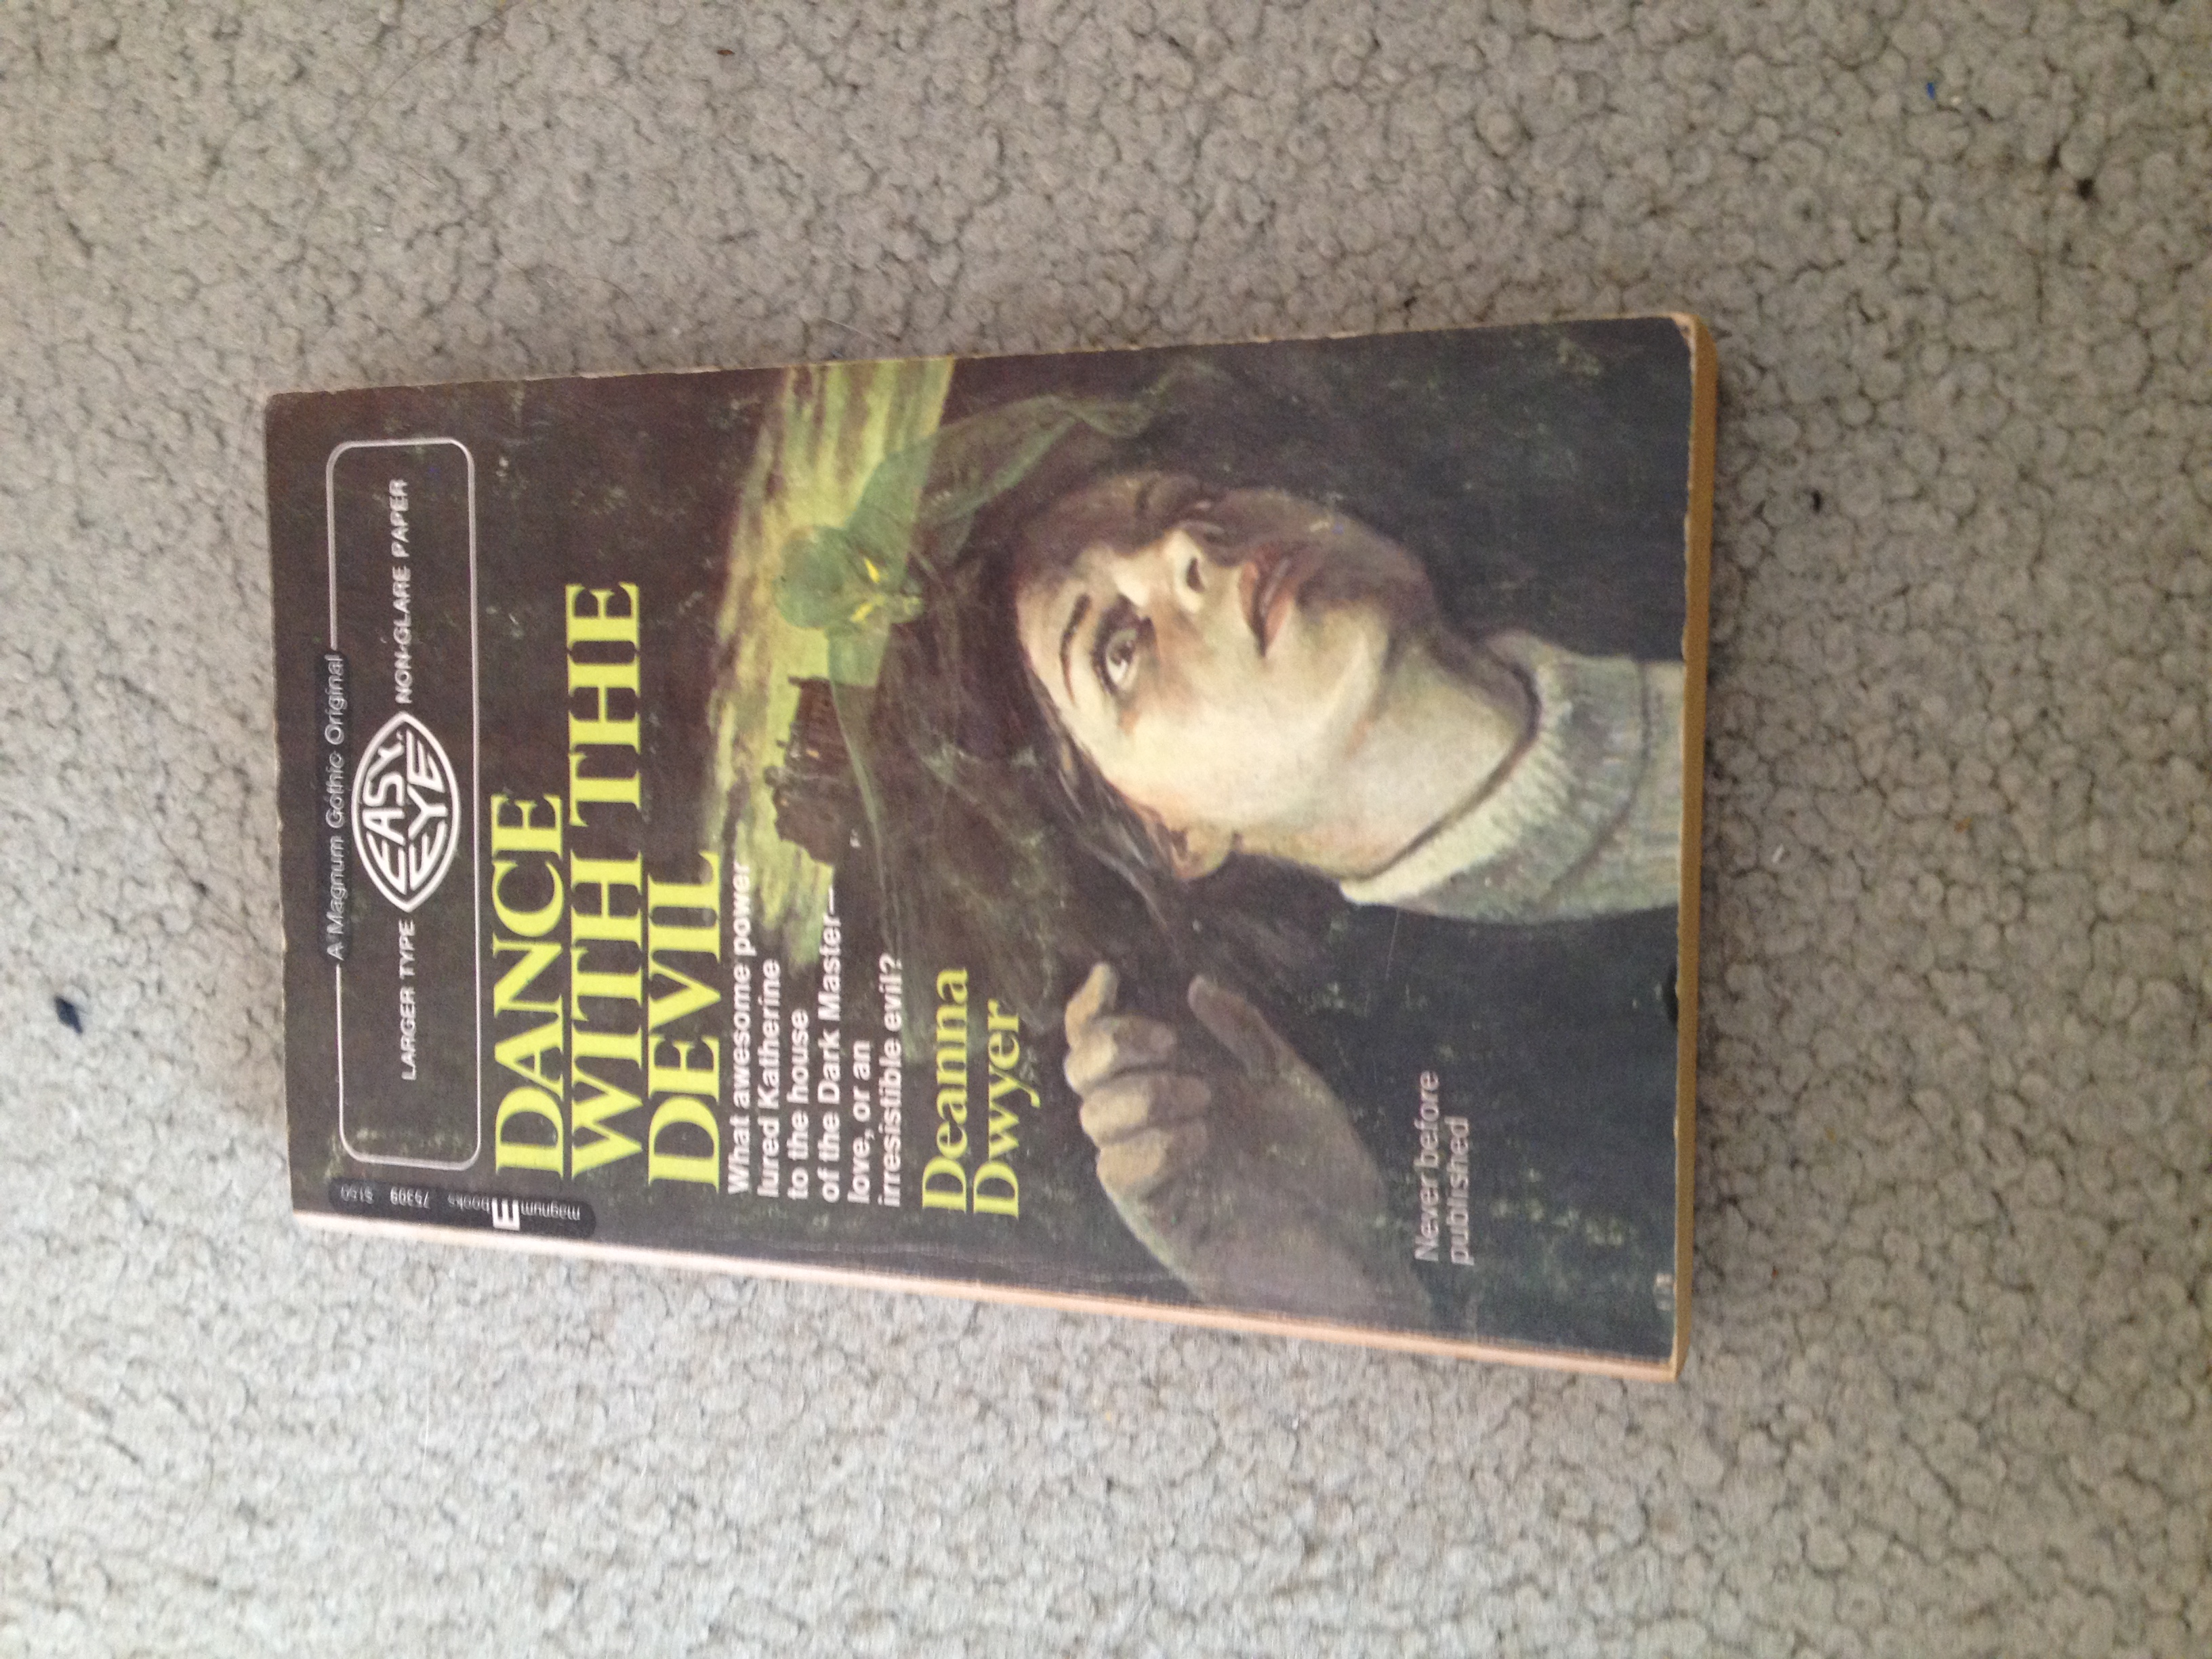 A Magnum Gothic Original
LARGER TYPE EASY EYE NON-GLARE PAPER
$1.50
75309
magnum
books
DANCE
WITH THE
DEVIL
What awesome power
lured Katherine
to the house
of the Dark Master—
love, or an
irresistible evil?
Deanna
Dwyer
Never before
published